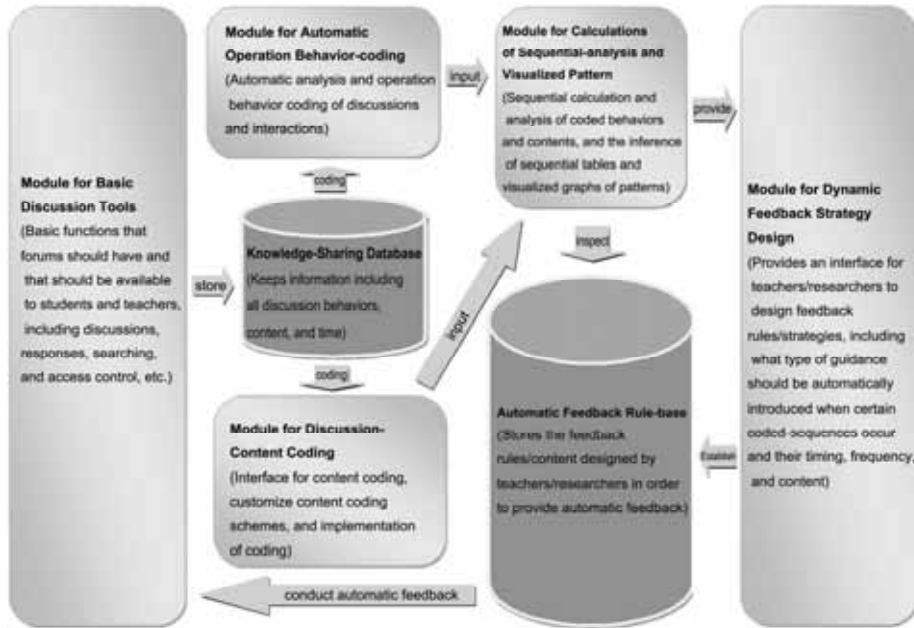 Module for Basic
Discussion Tools
(Basic functions that
forums should have and
that should be available
to students and teachers,
including discussions,
responses, searching,
and access control, etc.)
store
Module for Automatic
Operation Behavior-coding
(Automatic analysis and operation
behavior coding of discussions
and interactions)
coding
Knowledge-Sharing Database
(Keeps information including
all discussion behaviors,
content, and time)
coding
Module for Discussion-
Content Coding
(Interface for content coding,
customize content coding
schemes, and implementation
of coding)
input
input
Module for Calculations
of Sequential-analysis and
Visualized Pattern
(Sequential calculation and
analysis of coded behaviors
and contents, and the inference
of sequential tables and
visualized graphs of patterns)
inspect
Automatic Feedback Rule-base
(Stores the feedback
rules/content designed by
teachers/researchers in order
to provide automatic feedback)
provide
Module for Dynamic
Feedback Strategy
Design
(Provides an interface for
teachers/researchers to
design feedback
rules/strategies, including
what type of guidance
should be automatically
introduced when certain
coded-sequences occur
and their timing, frequency,
and content)
conduct automatic feedback